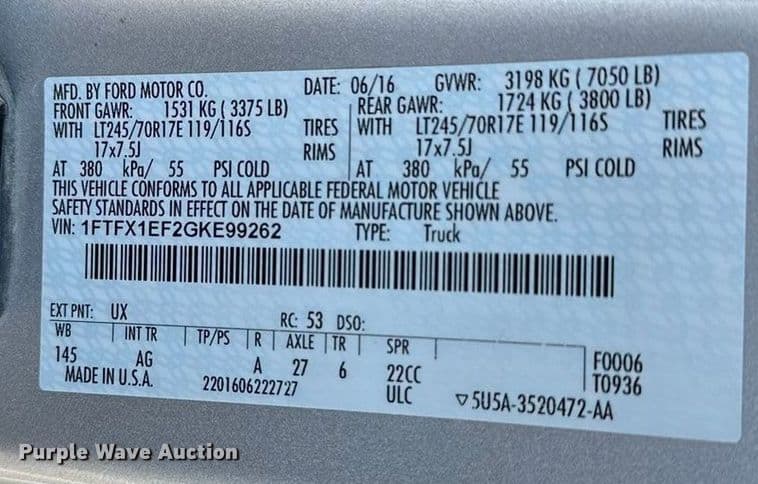 MFD. BY FORD MOTOR CO. DATE: 06/16 GVWR: 3198 KG ( 7050 LB)
FRONT GAWR: 1531 KG ( 3375 LB) REAR GAWR: 1724 KG ( 3800 LB)
WITH LT245/70R17E 119/116S TIRES WITH LT245/70R17E 119/116S TIRES
17x7.5J RIMS 17x7.5J RIMS
AT 380 kPa/ 55 PSI COLD AT 380 kPa/ 55 PSI COLD
THIS VEHICLE CONFORMS TO ALL APPLICABLE FEDERAL MOTOR VEHICLE
SAFETY STANDARDS IN EFFECT ON THE DATE OF MANUFACTURE SHOWN ABOVE.
VIN: 1FTFX1EF2GKE99262 TYPE: Truck
EXT PNT: UX RC: 53 DSO:
WB INT TR TP/PS R AXLE TR SPR
145 AG A 27 6 22CC F0006
MADE IN U.S.A. 2201606222727 ULC T0936
▽5U5A-3520472-AA
Purple Wave Auction